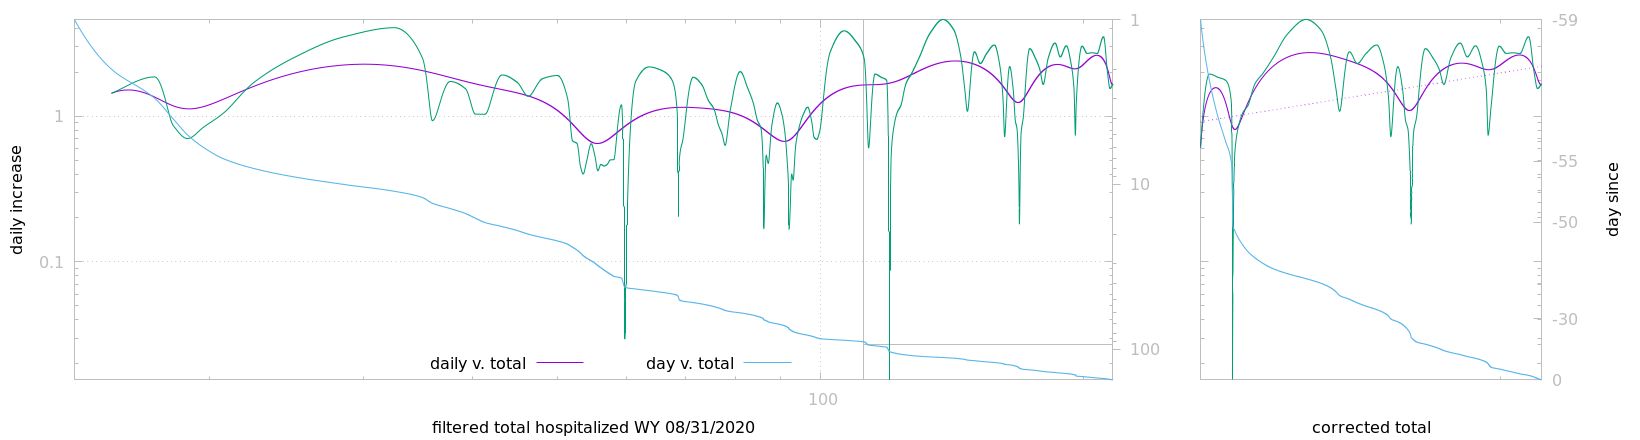 daily increase
1
0.1
daily v. total
day v. total
1
10
100
100
filtered total hospitalized WY 08/31/2020
-59
-55
-50
-30
0
day since
corrected total